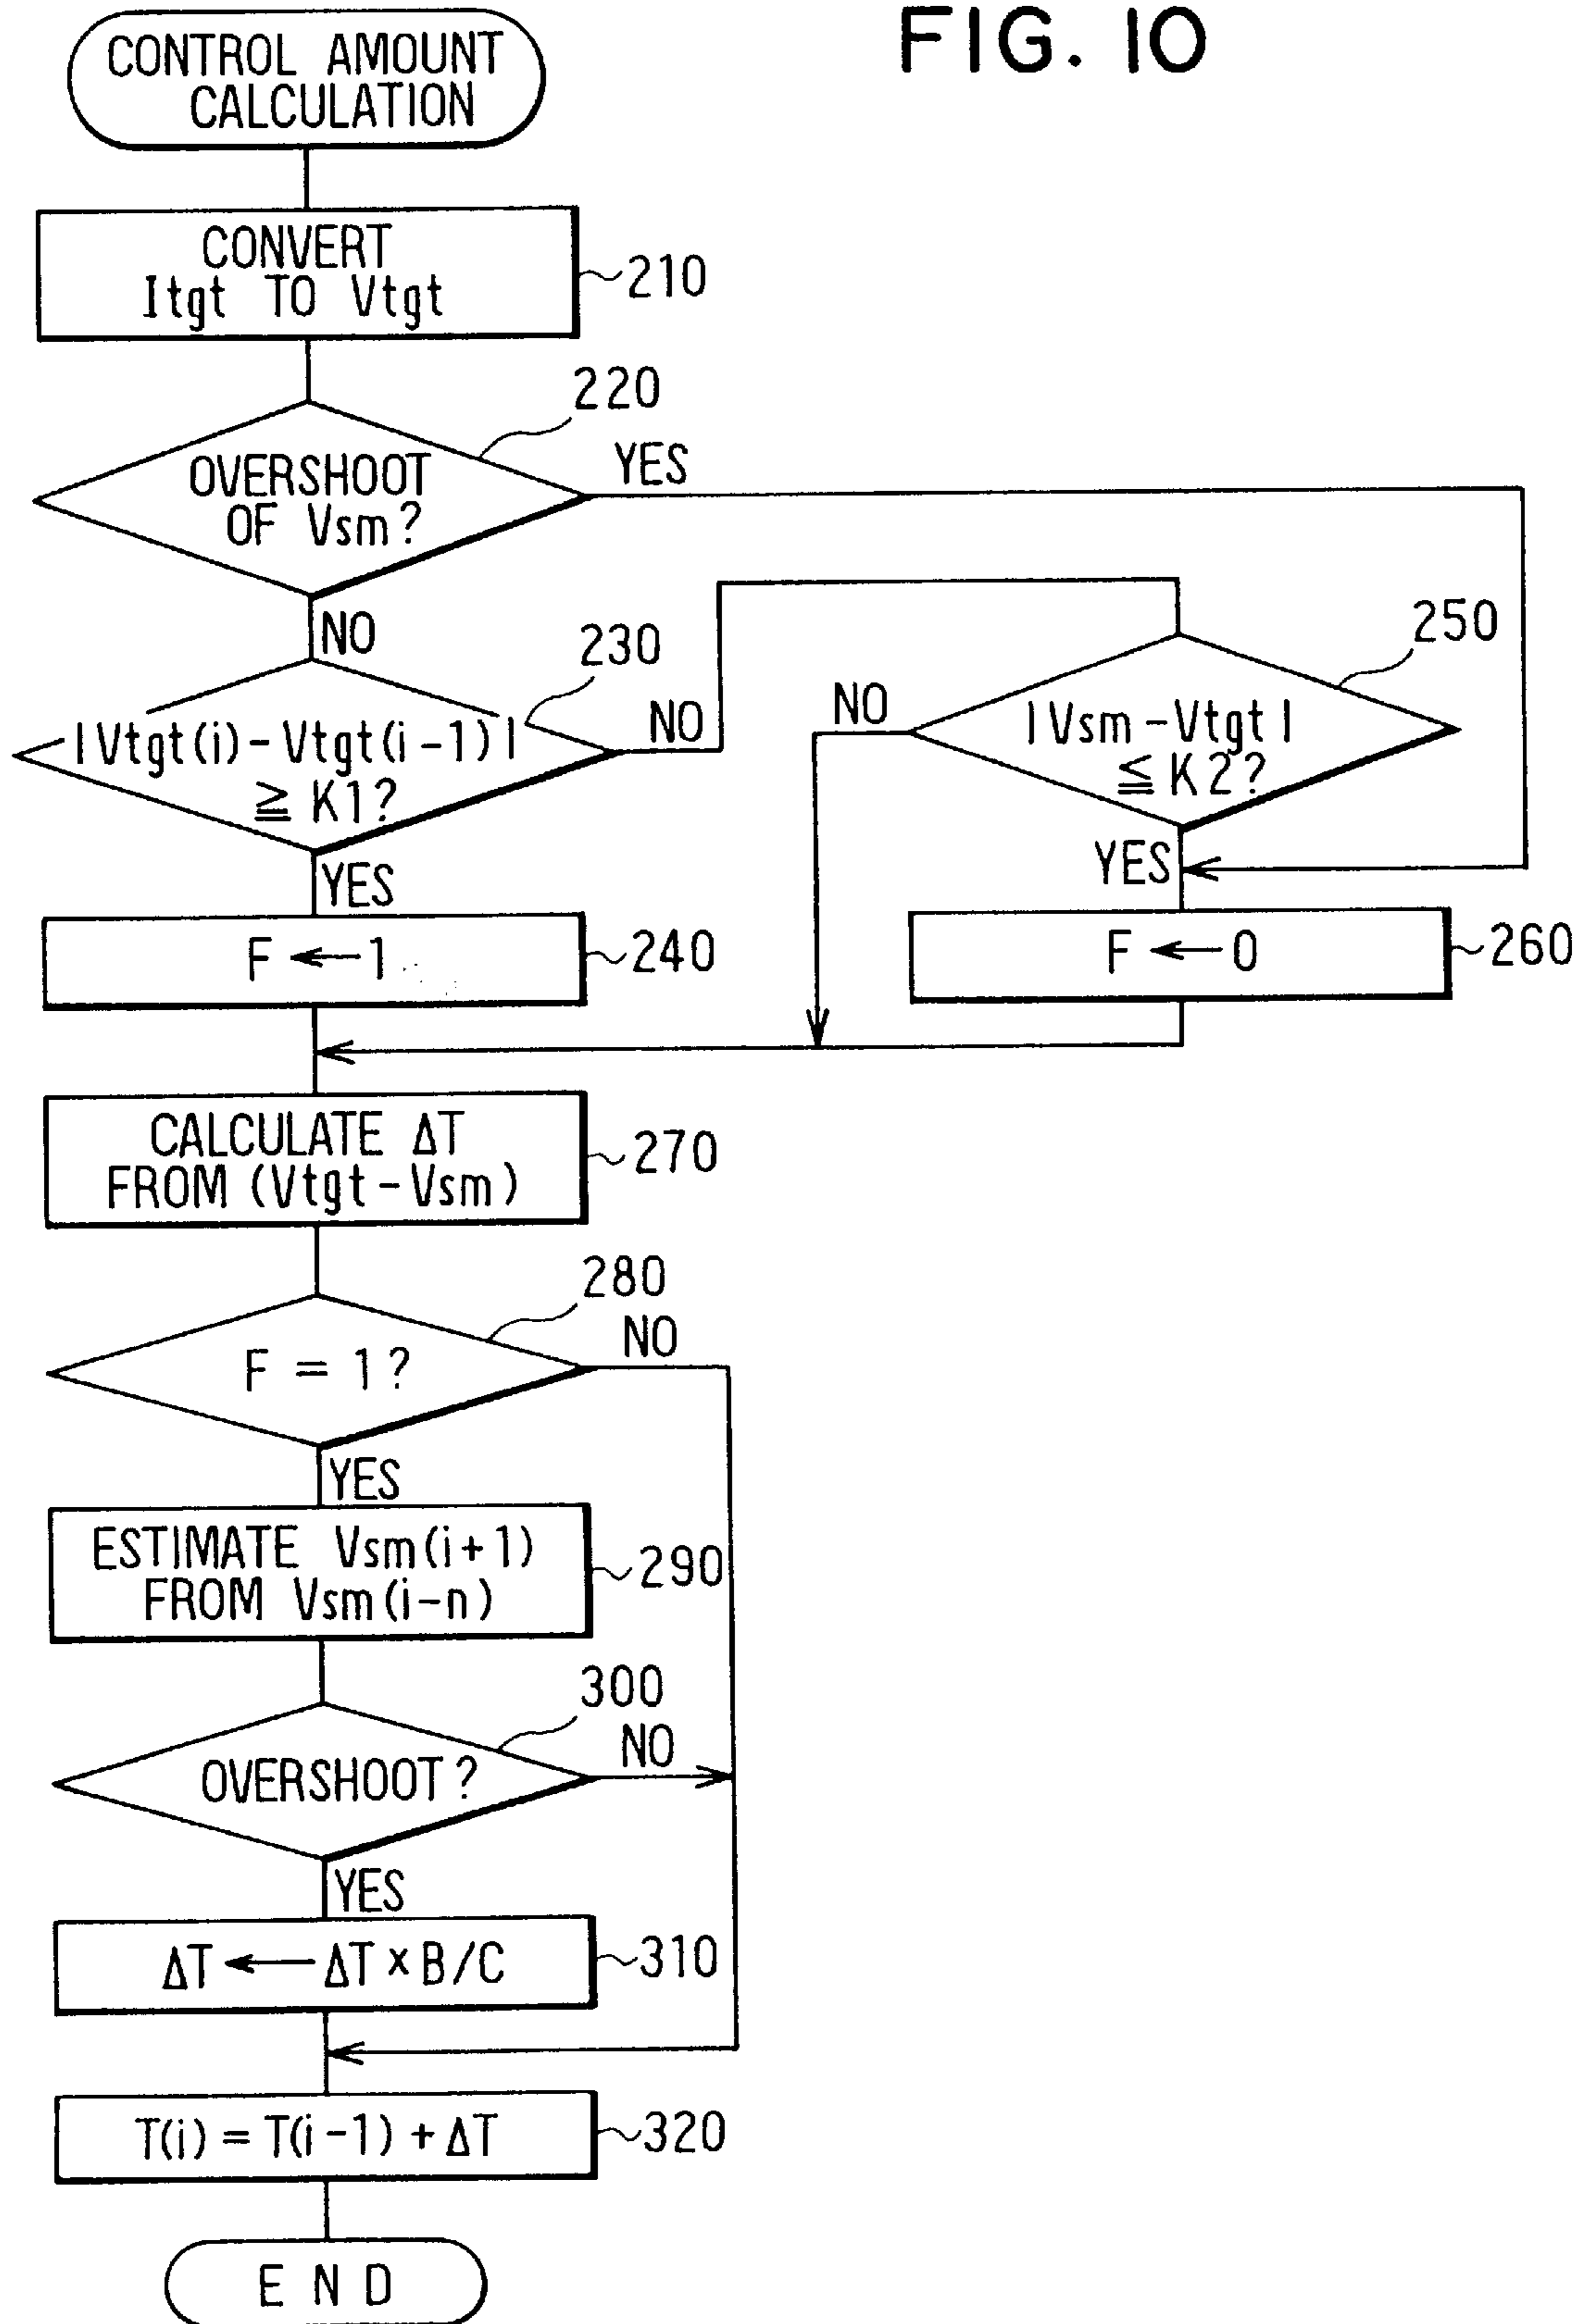 FIG. 10
CONTROL AMOUNT
CALCULATION
CONVERT
Itgt TO Vtgt
210
220
OVERSHOOT
OF Vsm?
YES
NO
230
|Vtgt(i)-Vtgt(i-1)|
≧ K1?
NO
YES
250
|Vsm-Vtgt|
≦ K2?
NO
YES
F ← 1
240
F ← 0
260
CALCULATE ΔT
FROM (Vtgt-Vsm)
270
280
F = 1?
NO
YES
ESTIMATE Vsm(i+1)
FROM Vsm(i-n)
290
300
OVERSHOOT?
NO
YES
ΔT ← ΔT×B/C
310
T(i) = T(i-1) + ΔT
320
END